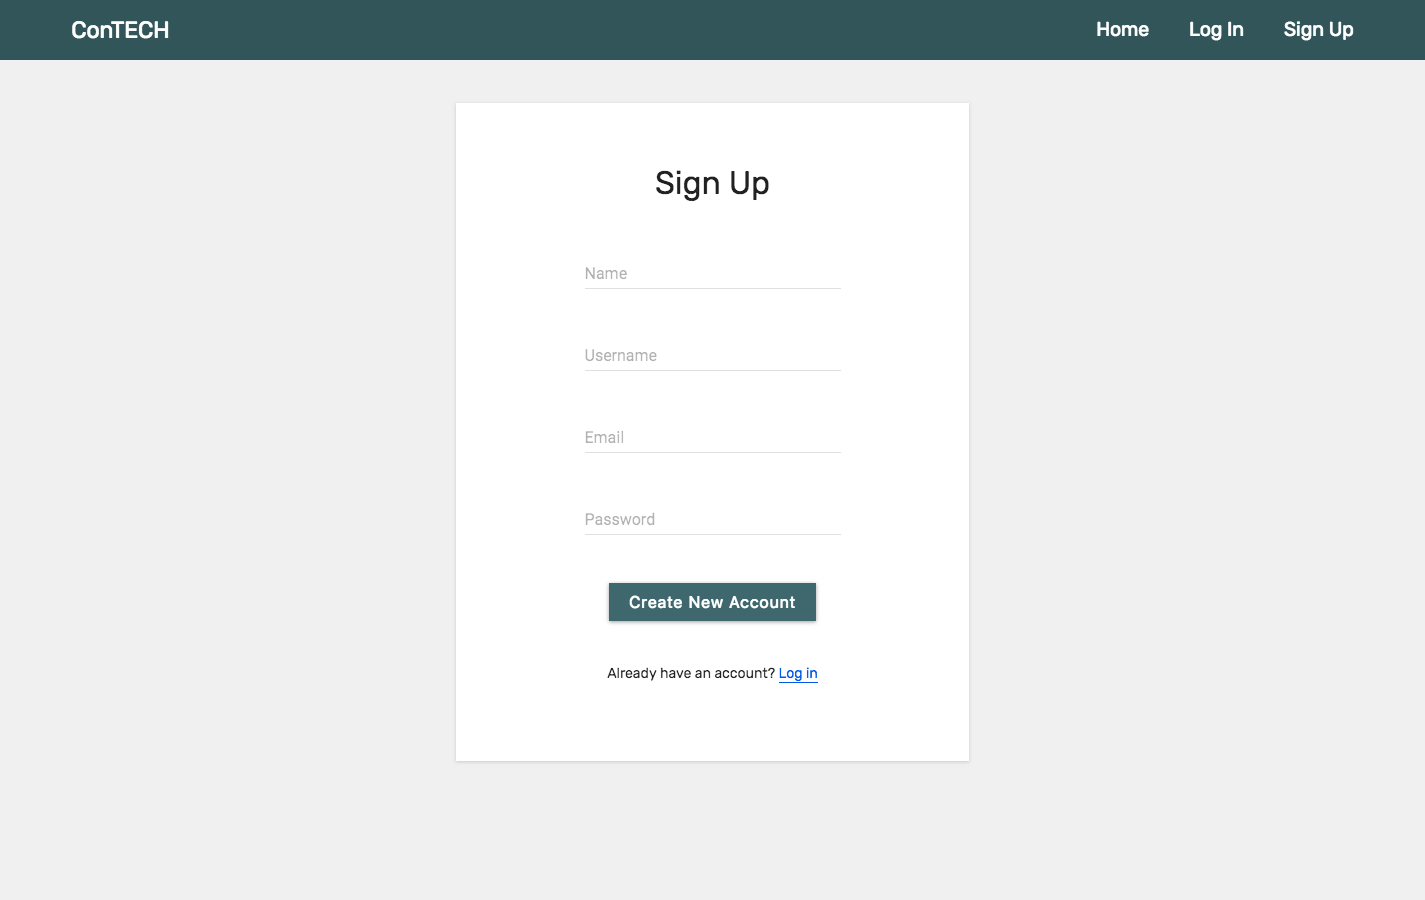 ConTECH Home Log In Sign Up
Sign Up
Name
Username
Email
Password
Create New Account
Already have an account? Log in